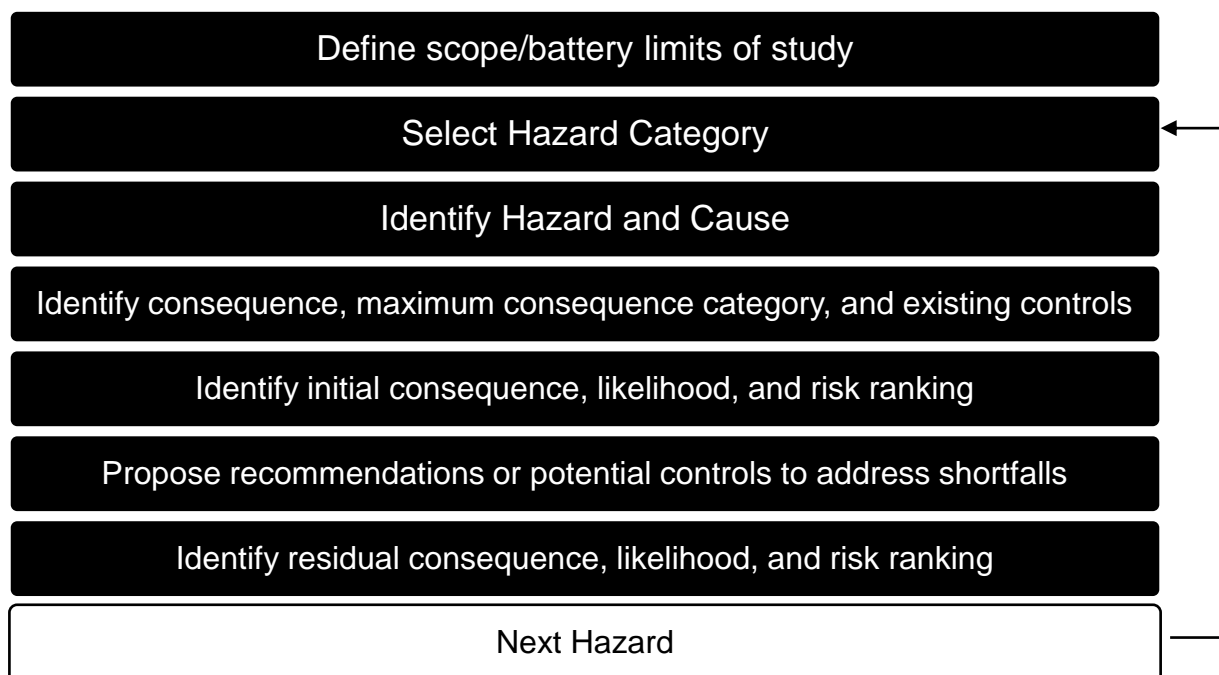 Define scope/battery limits of study
Select Hazard Category
Identify Hazard and Cause
Identify consequence, maximum consequence category, and existing controls
Identify initial consequence, likelihood, and risk ranking
Propose recommendations or potential controls to address shortfalls
Identify residual consequence, likelihood, and risk ranking
Next Hazard